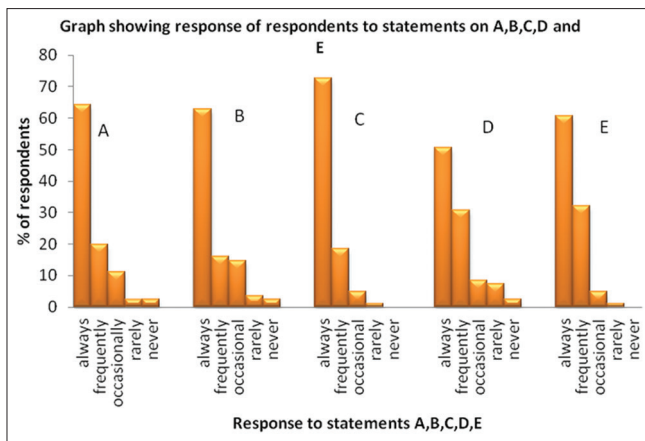 Graph showing response of respondents to statements on A,B,C,D and
E
80
70
60
50
40
30
20
10
0
% of respondents
A
B
C
D
E
always
frequently
occasionally
rarely
never
always
frequently
occasional
rarely
never
always
frequently
occasional
rarely
never
always
frequently
occasional
rarely
never
always
frequently
occasional
rarely
never
Response to statements A,B,C,D,E